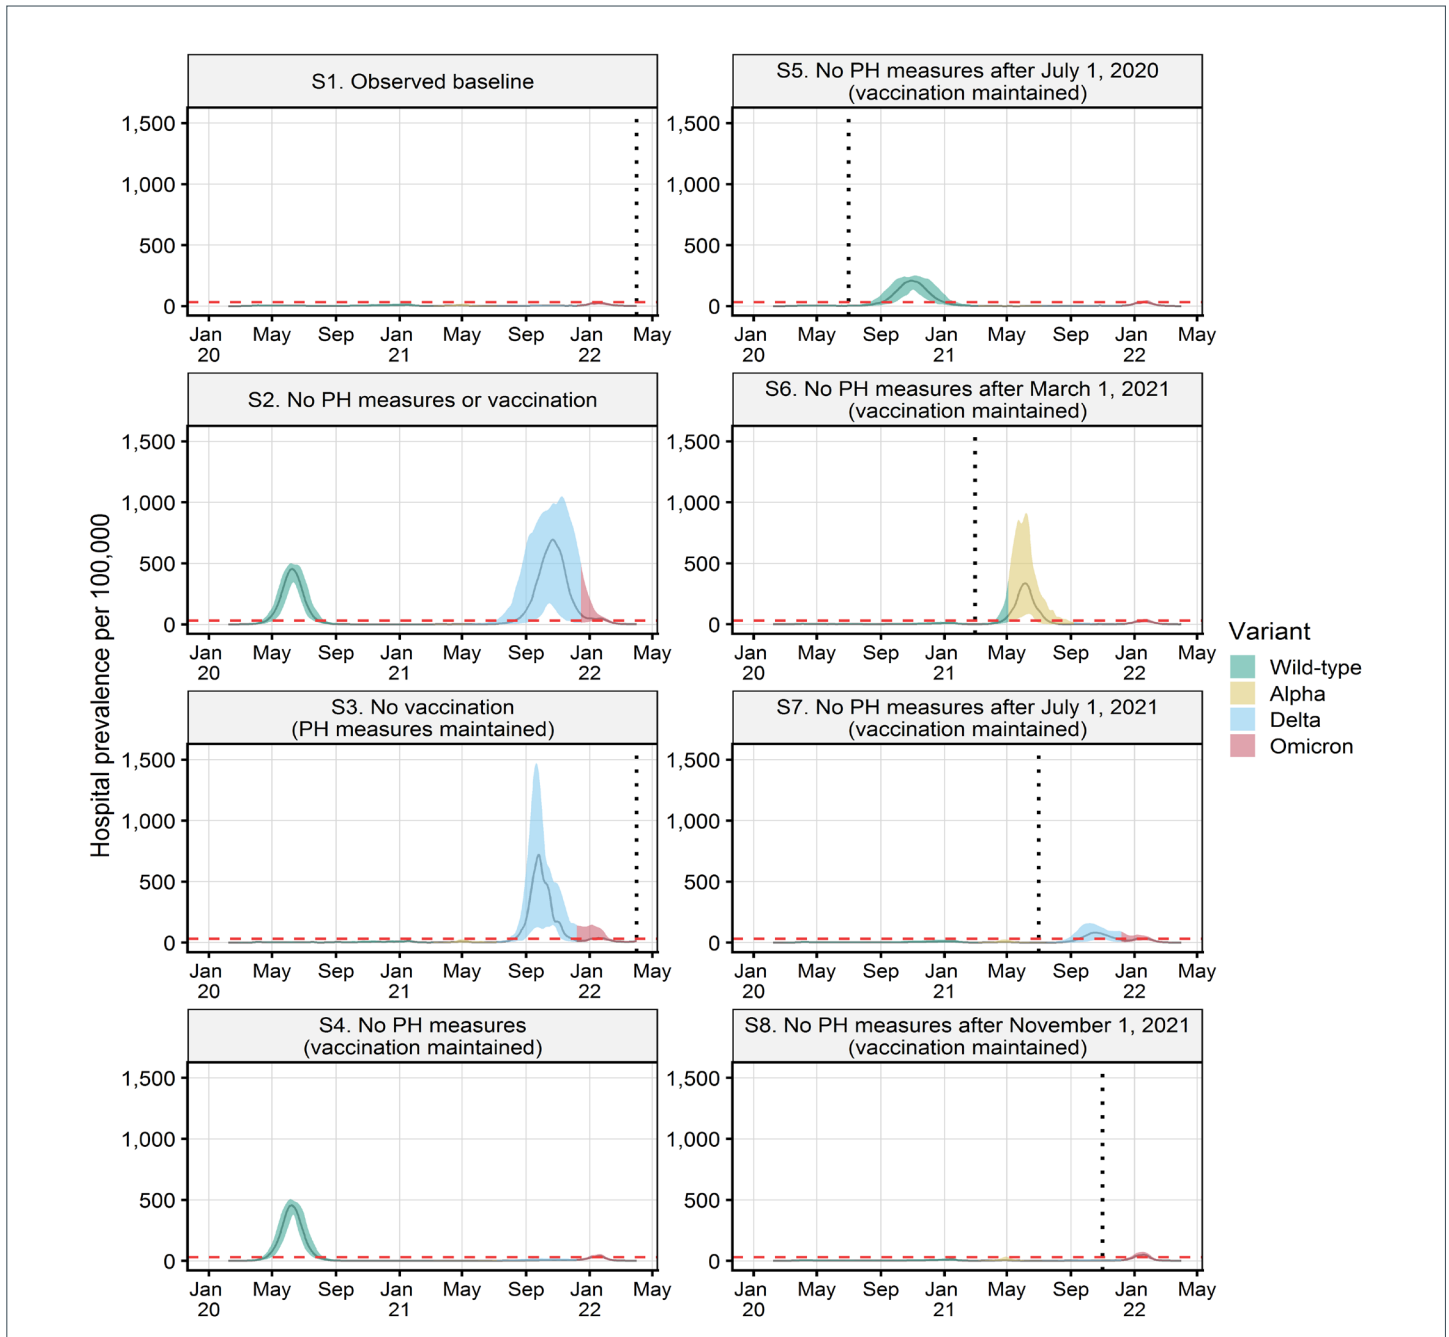 Hospital prevalence per 100,000
S1. Observed baseline
1,500
1,000
500
0
Jan May Sep Jan May Sep Jan May
20 21 22
S2. No PH measures or vaccination
1,500
1,000
500
0
Jan May Sep Jan May Sep Jan May
20 21 22
S3. No vaccination
(PH measures maintained)
1,500
1,000
500
0
Jan May Sep Jan May Sep Jan May
20 21 22
S4. No PH measures
(vaccination maintained)
1,500
1,000
500
0
Jan May Sep Jan May Sep Jan May
20 21 22
S5. No PH measures after July 1, 2020
(vaccination maintained)
1,500
1,000
500
0
Jan May Sep Jan May Sep Jan May
20 21 22
S6. No PH measures after March 1, 2021
(vaccination maintained)
1,500
1,000
500
0
Jan May Sep Jan May Sep Jan May
20 21 22
S7. No PH measures after July 1, 2021
(vaccination maintained)
1,500
1,000
500
0
Jan May Sep Jan May Sep Jan May
20 21 22
S8. No PH measures after November 1, 2021
(vaccination maintained)
1,500
1,000
500
0
Jan May Sep Jan May Sep Jan May
20 21 22
Variant
Wild-type
Alpha
Delta
Omicron